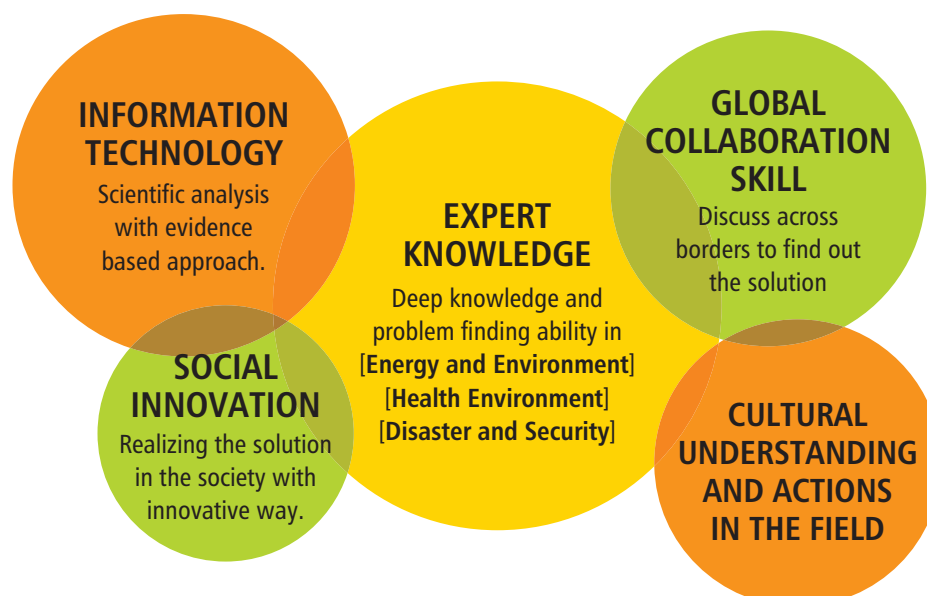 INFORMATION
TECHNOLOGY
Scientific analysis
with evidence
based approach.
SOCIAL
INNOVATION
Realizing the solution
in the society with
innovative way.
EXPERT
KNOWLEDGE
Deep knowledge and
problem finding ability in
[Energy and Environment]
[Health Environment]
[Disaster and Security]
GLOBAL
COLLABORATION
SKILL
Discuss across
borders to find out
the solution
CULTURAL
UNDERSTANDING
AND ACTIONS
IN THE FIELD